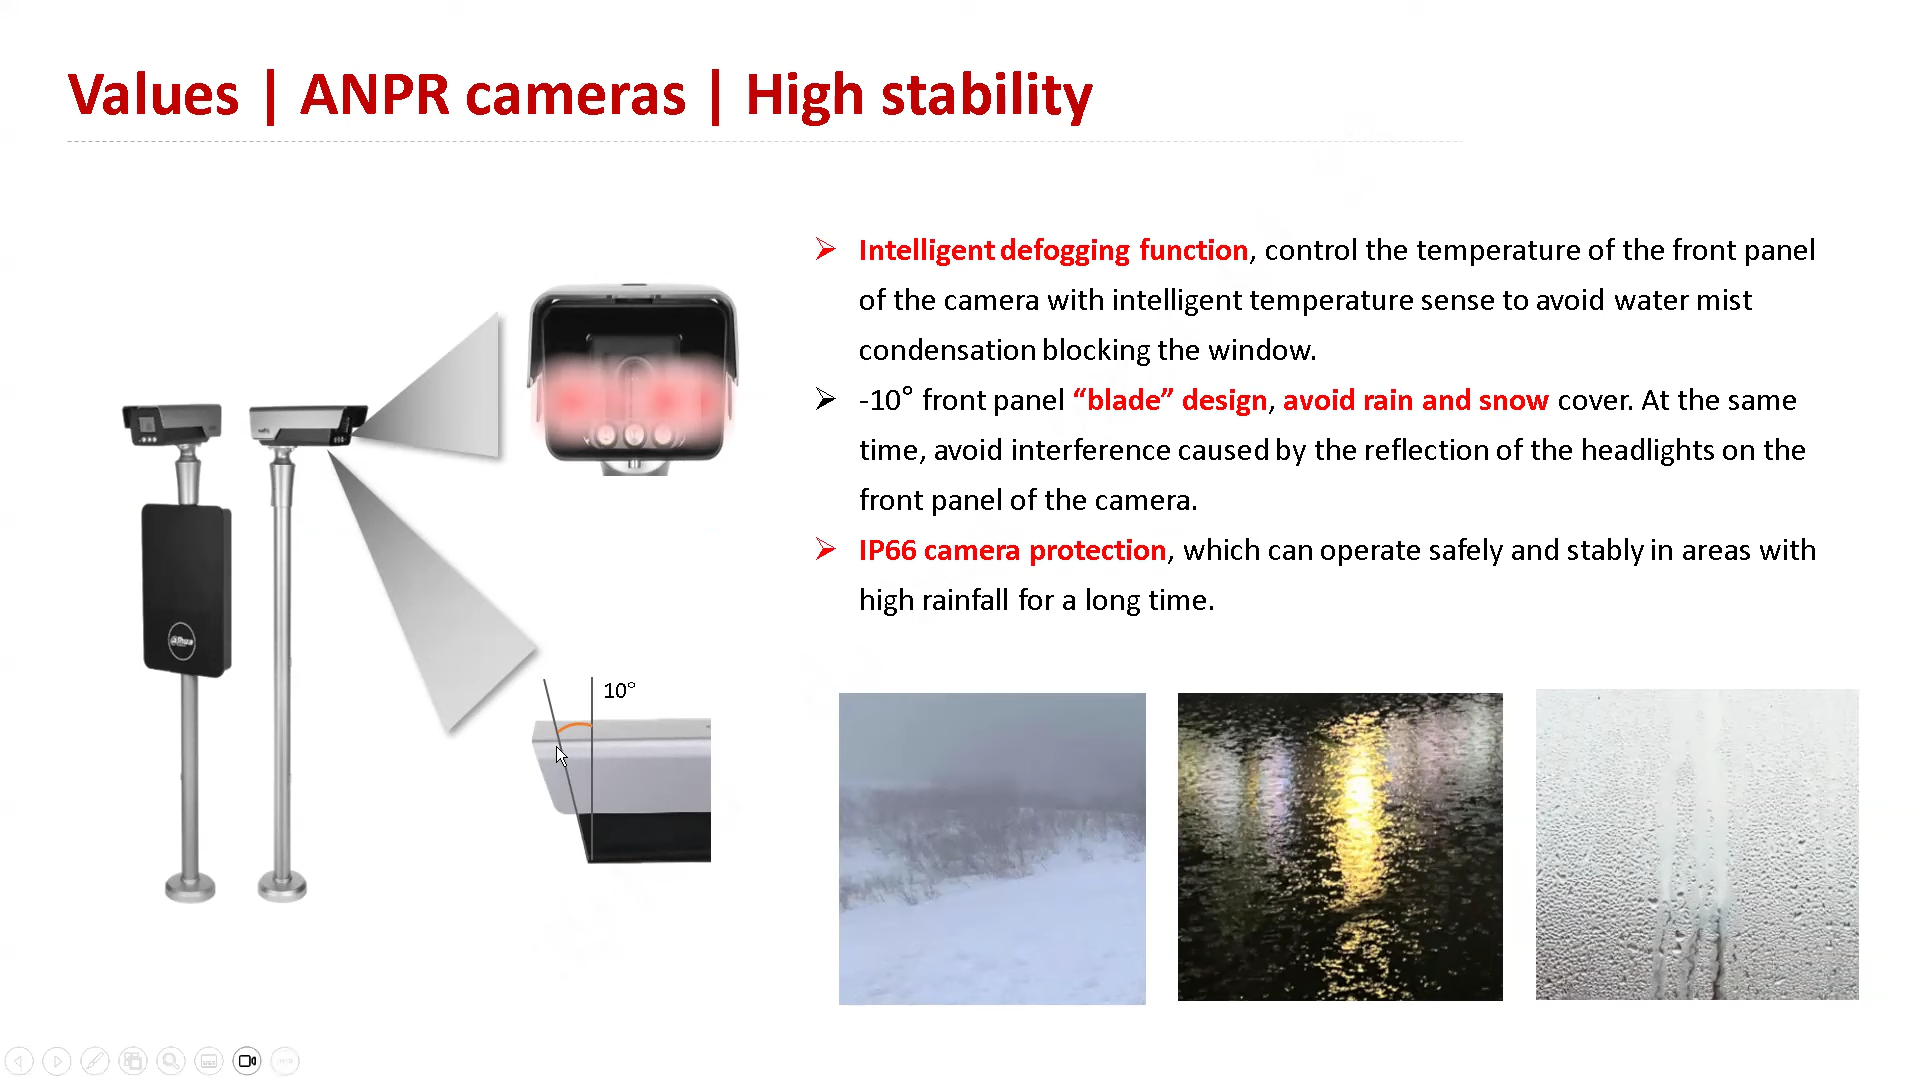 Values | ANPR cameras | High stability
Intelligent defogging function, control the temperature of the front panel
of the camera with intelligent temperature sense to avoid water mist
condensation blocking the window.
-10° front panel “blade” design, avoid rain and snow cover. At the same
time, avoid interference caused by the reflection of the headlights on the
front panel of the camera.
IP66 camera protection, which can operate safely and stably in areas with
high rainfall for a long time.
10°
alhua